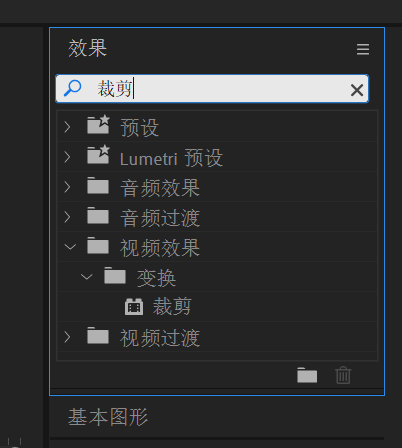 效果
裁剪
预设
Lumetri 预设
音频效果
音频过渡
视频效果
变换
裁剪
视频过渡
基本图形